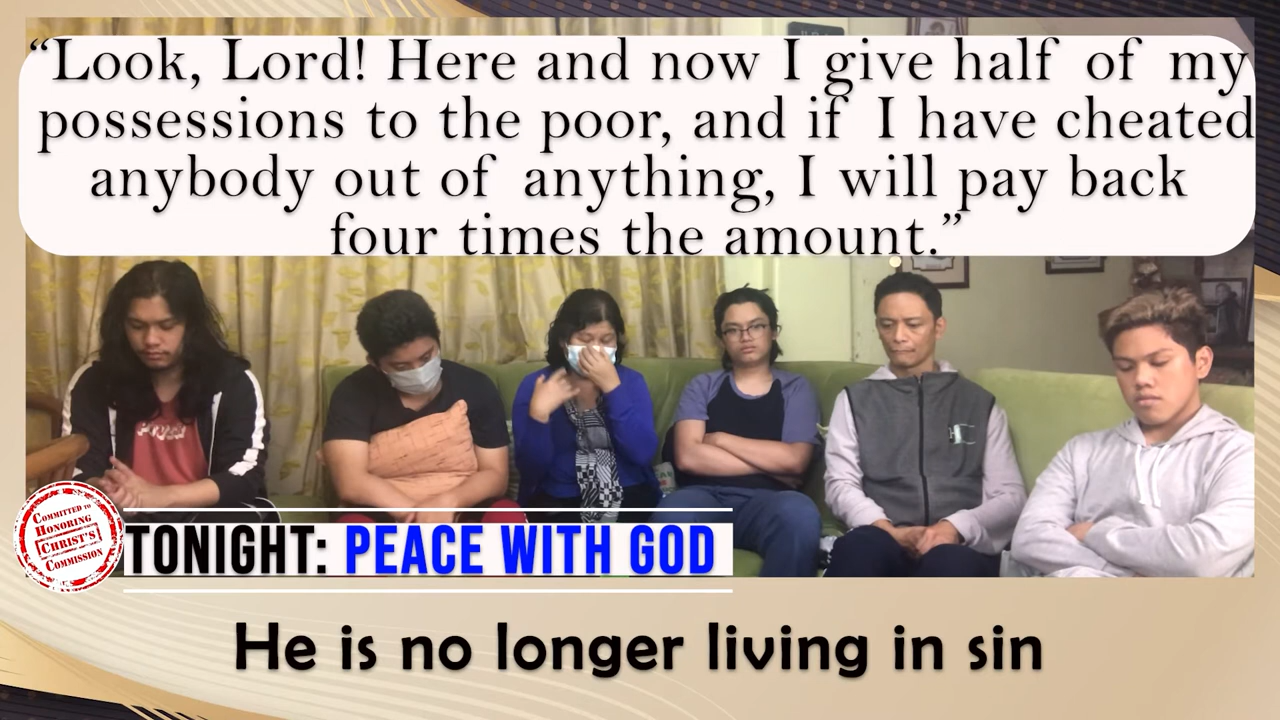 “Look, Lord! Here and now I give half of my
possessions to the poor, and if I have cheated
anybody out of anything, I will pay back
four times the amount.”
COMMITTED TO
HONORING
CHRIST'S
COMMISSION
TONIGHT: PEACE WITH GOD
He is no longer living in sin